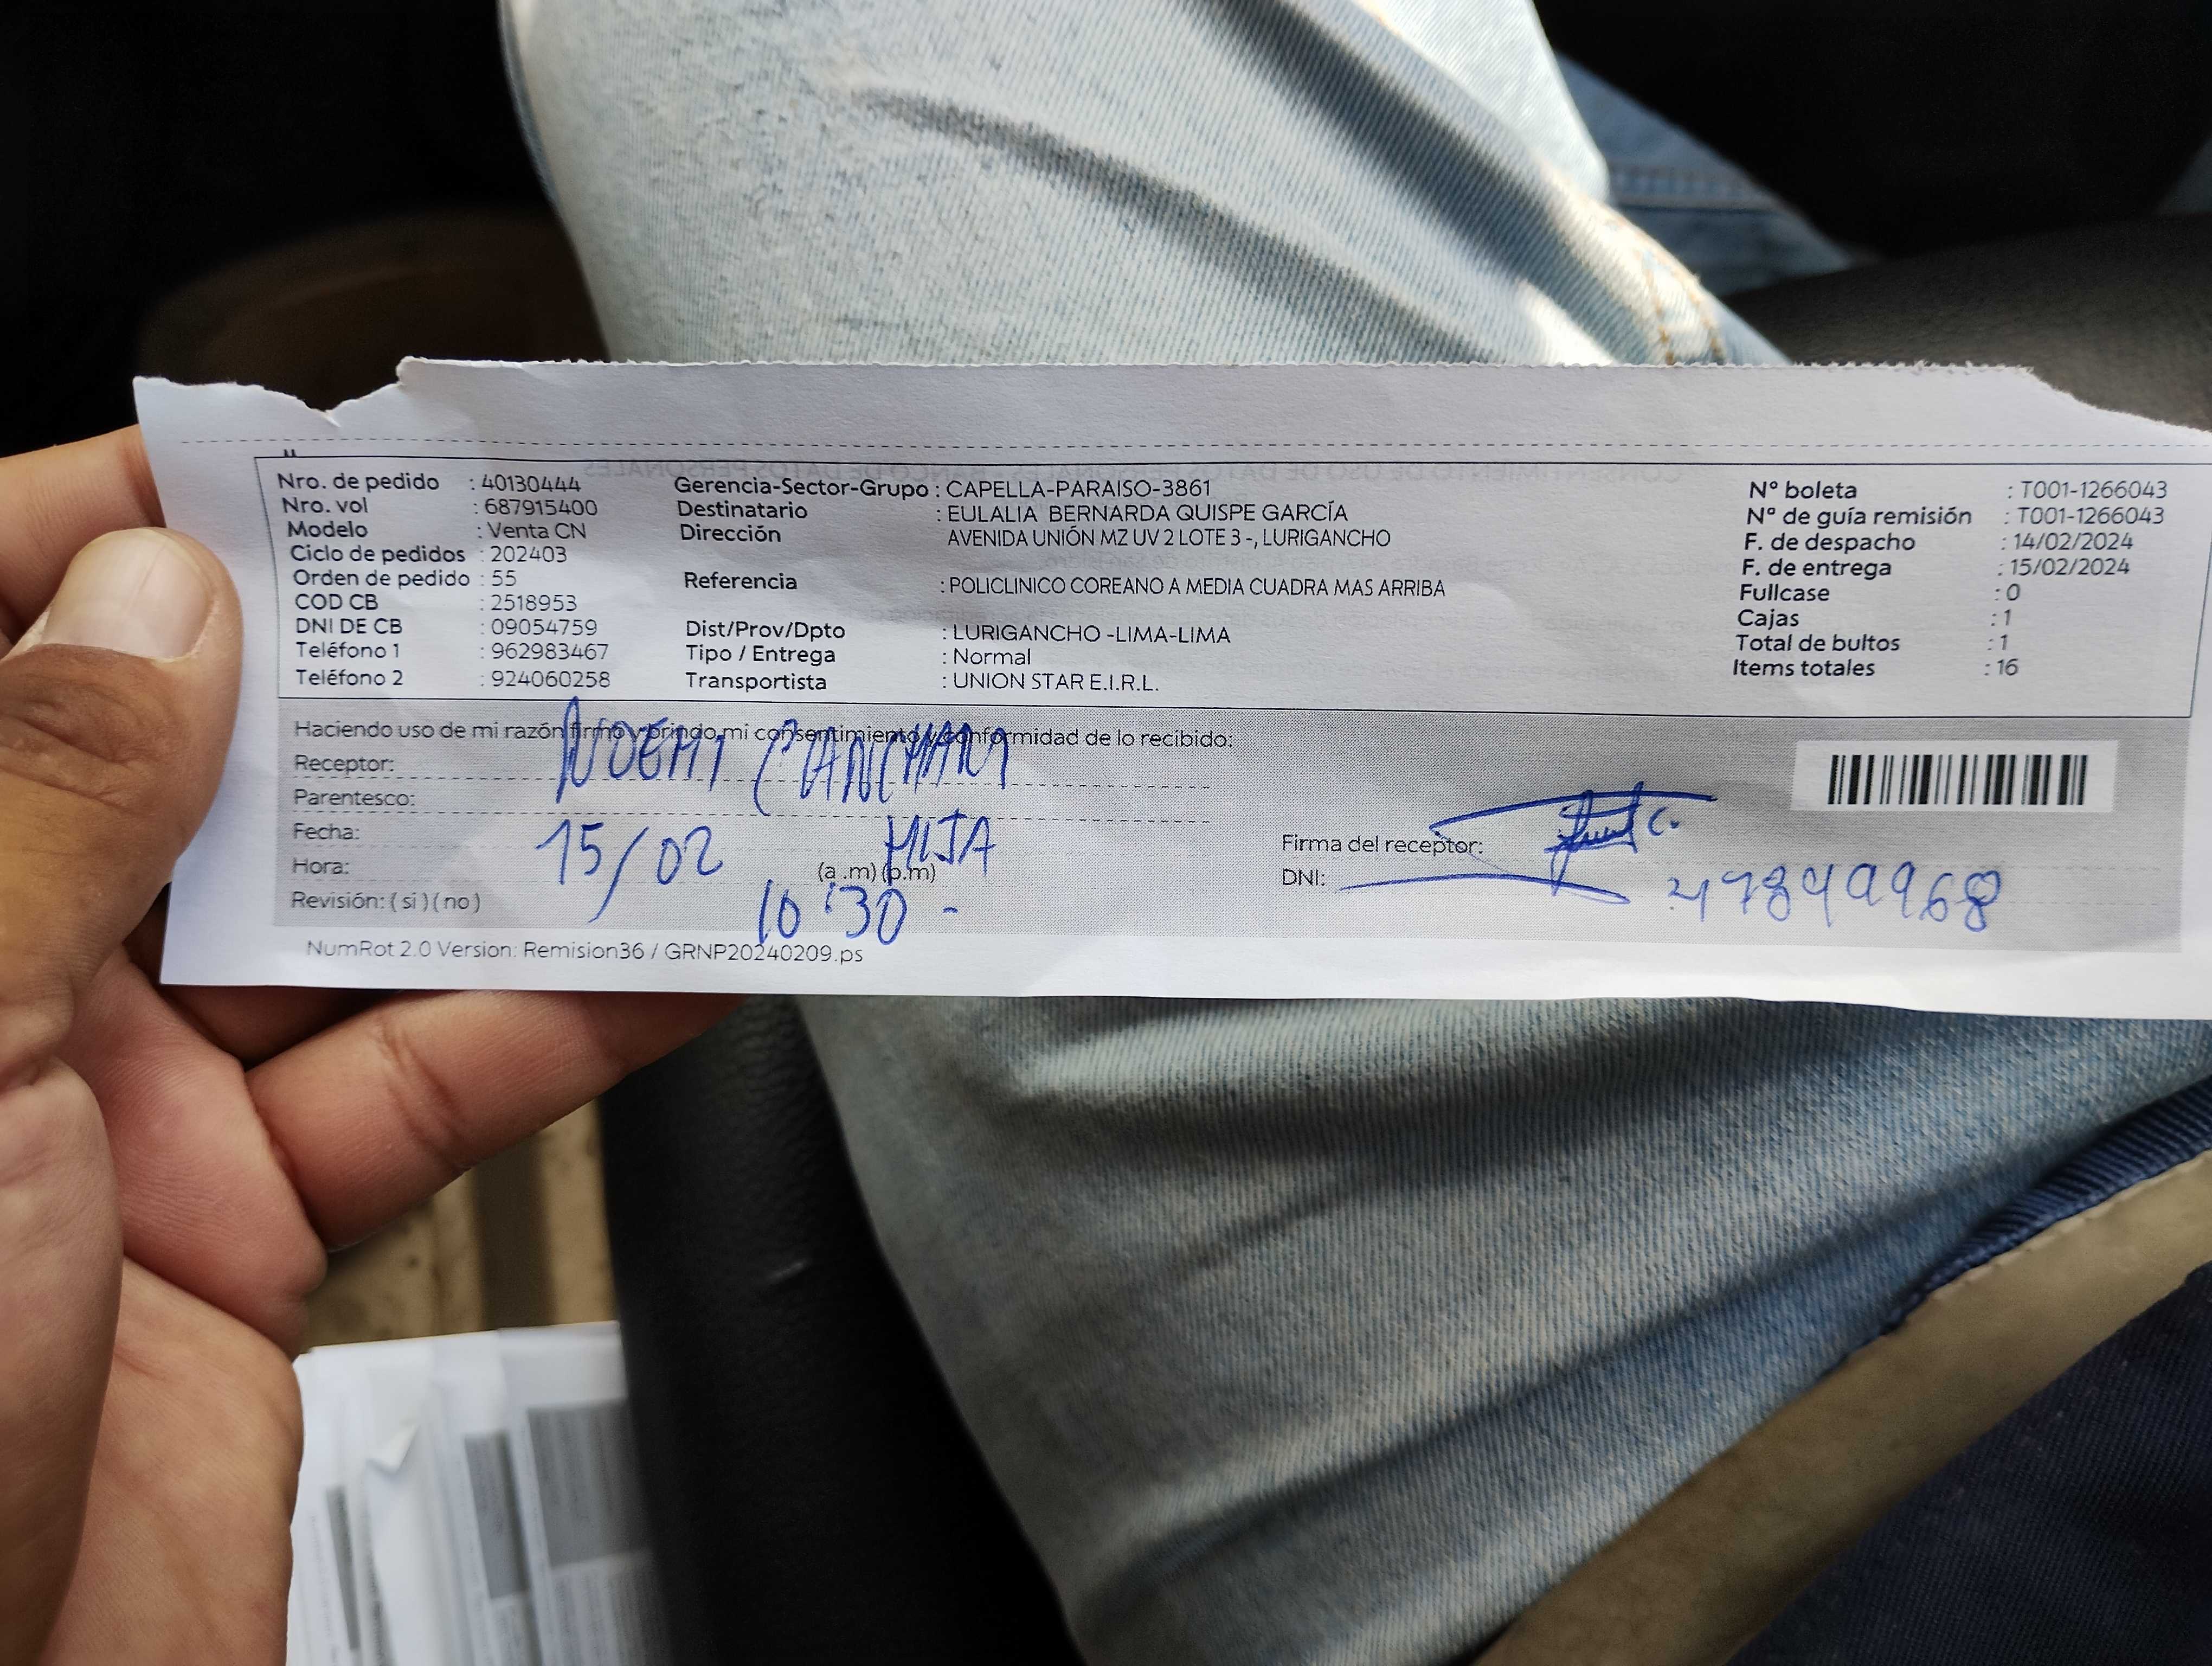 Nro. de pedido : 40130444
Nro. vol : 687915400
Modelo : Venta CN
Ciclo de pedidos : 202403
Orden de pedido : 55
COD CB : 2518953
DNI DE CB : 09054759
Teléfono 1 : 962983467
Teléfono 2 : 924060258
Gerencia-Sector-Grupo : CAPELLA-PARAISO-3861
Destinatario : EULALIA BERNARDA QUISPE GARCÍA
Dirección AVENIDA UNIÓN MZ UV 2 LOTE 3 -, LURIGANCHO
Referencia : POLICLINICO COREANO A MEDIA CUADRA MAS ARRIBA
Dist/Prov/Dpto : LURIGANCHO -LIMA-LIMA
Tipo / Entrega : Normal
Transportista : UNION STAR E.I.R.L.
N° boleta : T001-1266043
N° de guía remisión : T001-1266043
F. de despacho : 14/02/2024
F. de entrega : 15/02/2024
Fullcase : 0
Cajas : 1
Total de bultos : 1
Items totales : 16
Haciendo uso de mi razón firmo y brindo mi consentimiento y conformidad de lo recibido:
Receptor: NOEMI CANCHARI
Parentesco: HIJA
Fecha: 15/02
Hora: (a .m) (p.m) 10:30 -
Revisión: ( si ) ( no )
Firma del receptor:
DNI: 47849968
NumRot 2.0 Version: Remision36 / GRNP20240209.ps